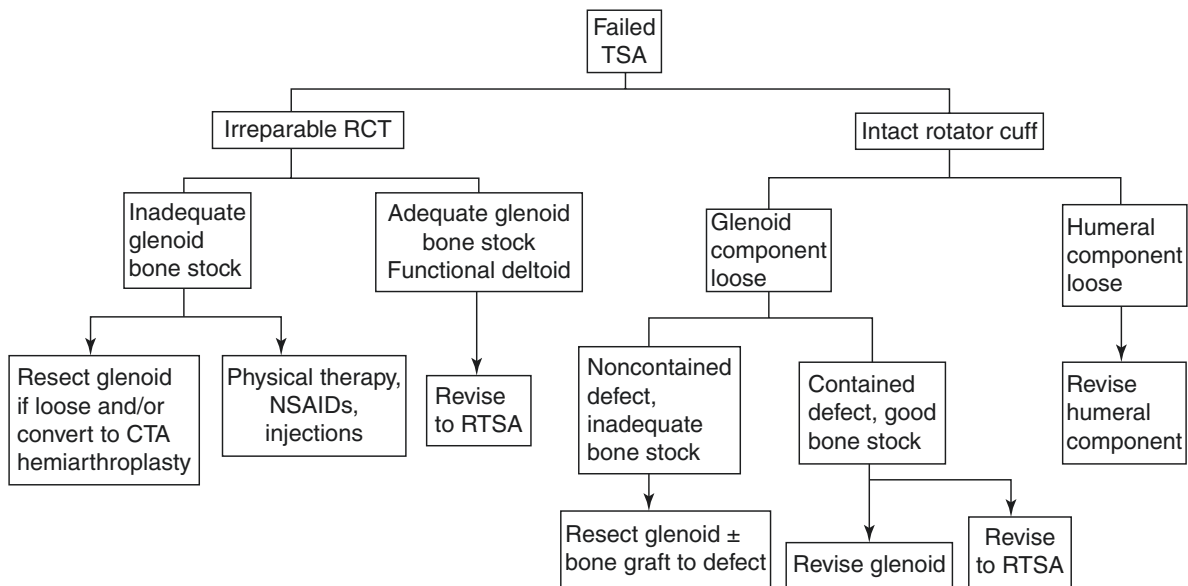 Failed
TSA
Irreparable RCT
Intact rotator cuff
Inadequate
glenoid
bone stock
Adequate glenoid
bone stock
Functional deltoid
Glenoid
component
loose
Humeral
component
loose
Resect glenoid
if loose and/or
convert to CTA
hemiarthroplasty
Physical therapy,
NSAIDs,
injections
Revise
to RTSA
Noncontained
defect,
inadequate
bone stock
Contained
defect, good
bone stock
Revise
humeral
component
Resect glenoid ±
bone graft to defect
Revise glenoid
Revise
to RTSA